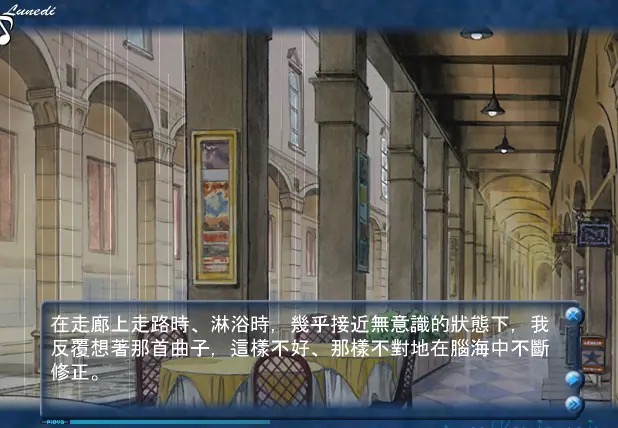 Lunedi
在走廊上走路時、淋浴時，幾乎接近無意識的狀態下，我
反覆想著那首曲子，這樣不好、那樣不對地在腦海中不斷
修正。
PIOVA